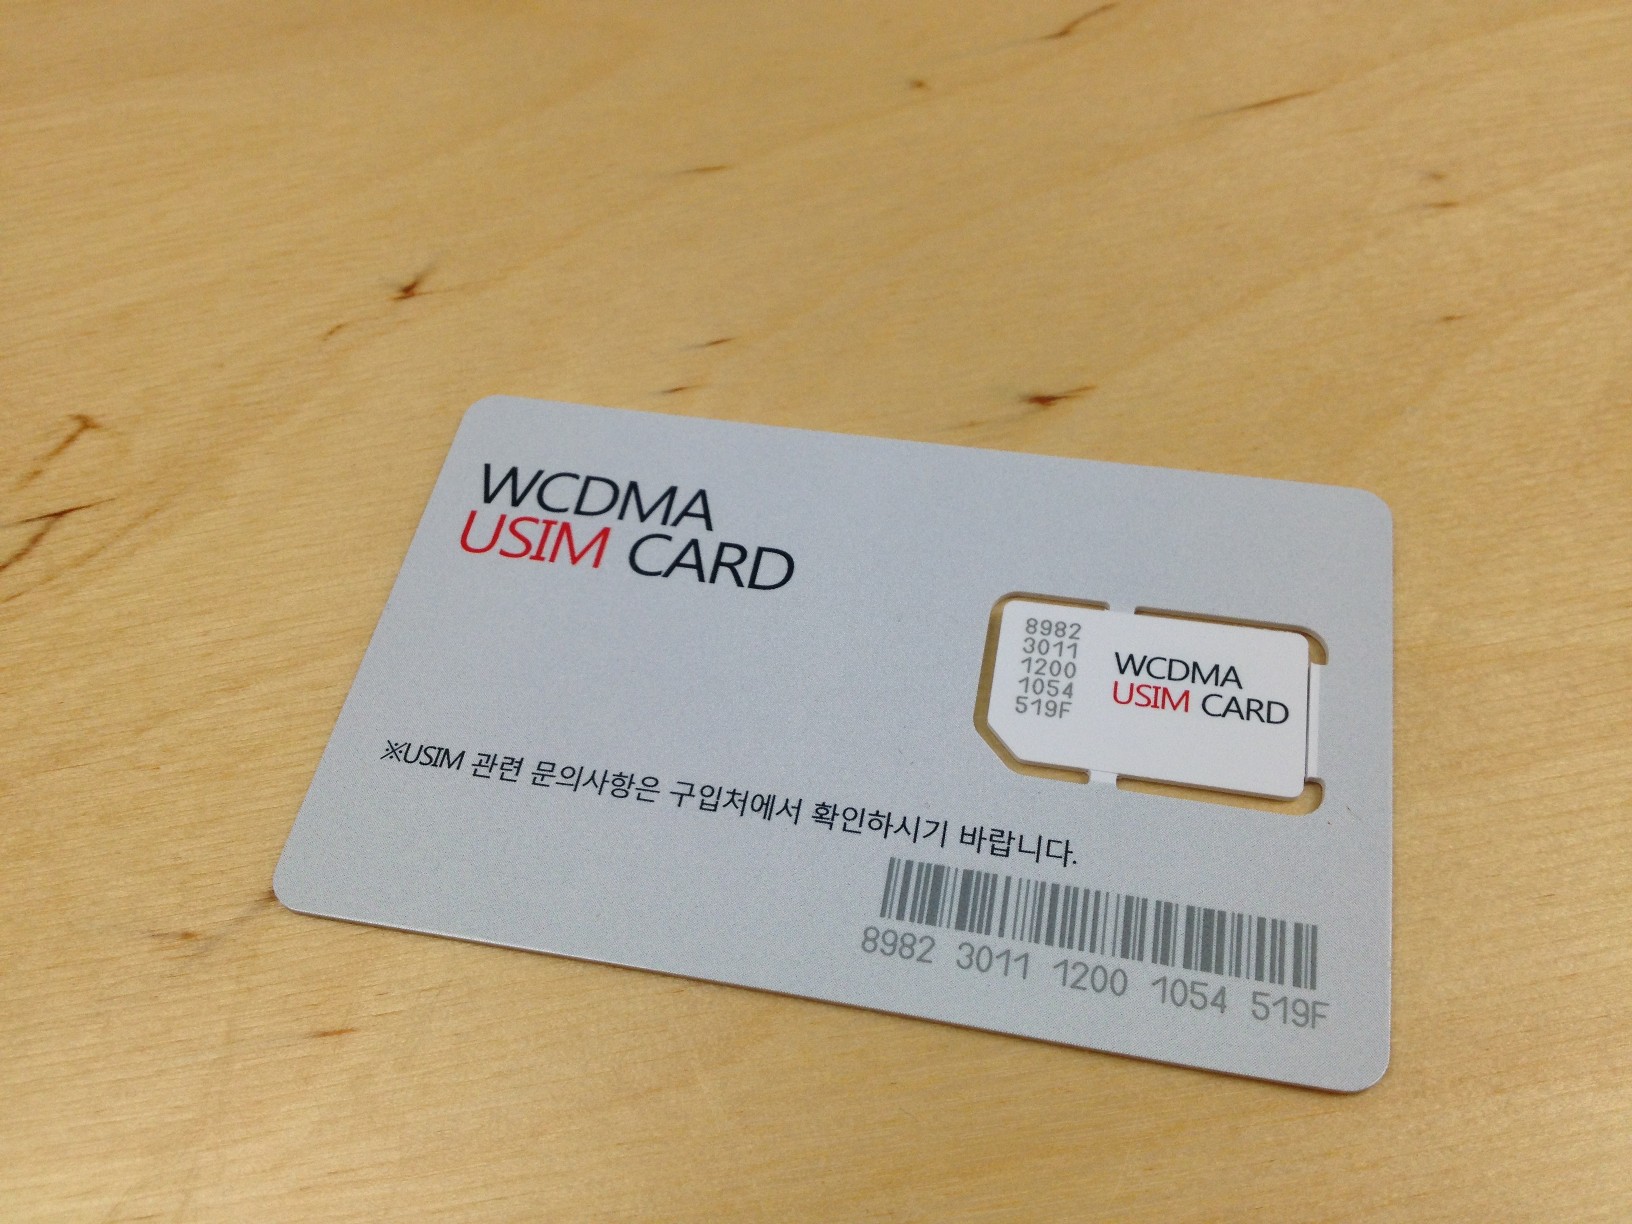 WCDMA
USIM CARD
8982
3011
1200
1054
519F
WCDMA
USIM CARD
※USIM 관련 문의사항은 구입처에서 확인하시기 바랍니다.
8982 3011 1200 1054 519F